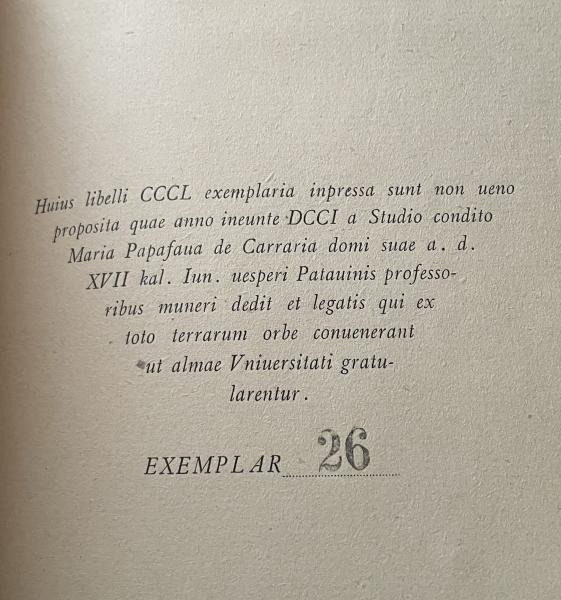 Huius libelli CCCL exemplaria inpressa sunt non ueno
proposita quae anno ineunte DCCI a Studio condito
Maria Papafaua de Carraria domi suae a. d.
XVII kal. Iun. uesperi Patauinis professo-
ribus muneri dedit et legatis qui ex
toto terrarum orbe conuenerant
ut almae Vniuersitati gratu-
larentur.
EXEMPLAR 26